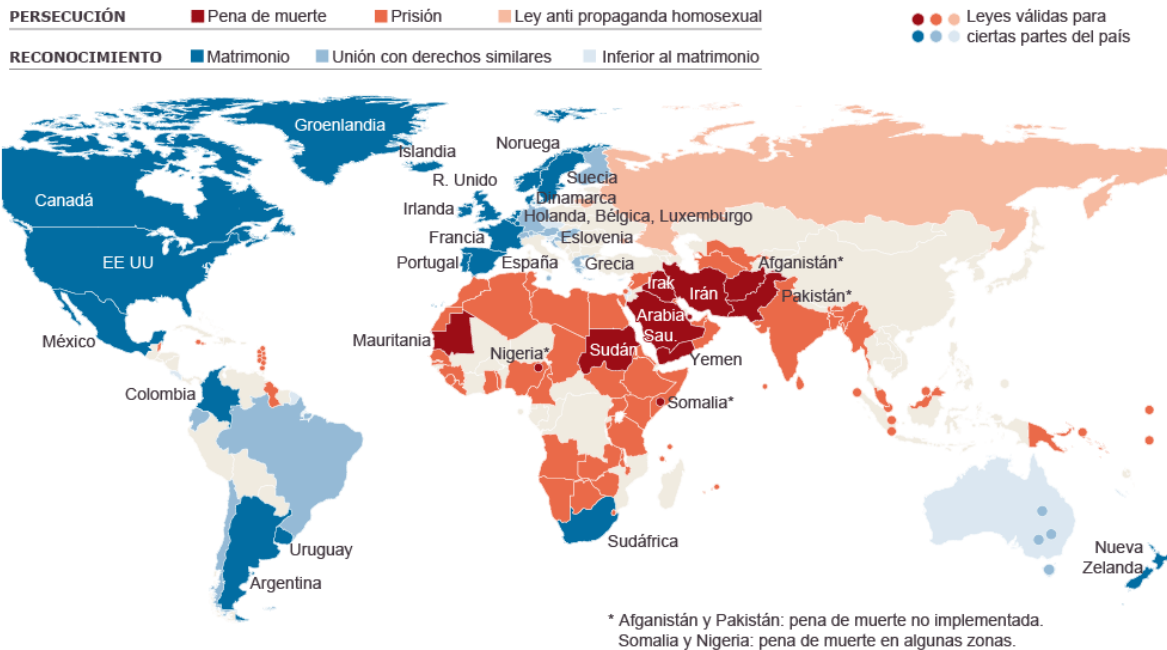 PERSECUCIÓN Pena de muerte Prisión Ley anti propaganda homosexual
Leyes válidas para
ciertas partes del país
RECONOCIMIENTO Matrimonio Unión con derechos similares Inferior al matrimonio
Groenlandia
Noruega
Islandia
R. Unido
Suecia
Canadá
Dinamarca
Irlanda
Holanda, Bélgica, Luxemburgo
Francia
Eslovenia
EE UU
Portugal
España
Grecia
Afganistán*
Irak
Irán
Pakistán*
Arabia
Sau.
México
Mauritania
Nigeria*
Sudán
Yemen
Colombia
Somalia*
Sudáfrica
Uruguay
Nueva
Zelanda
Argentina
* Afganistán y Pakistán: pena de muerte no implementada.
Somalia y Nigeria: pena de muerte en algunas zonas.